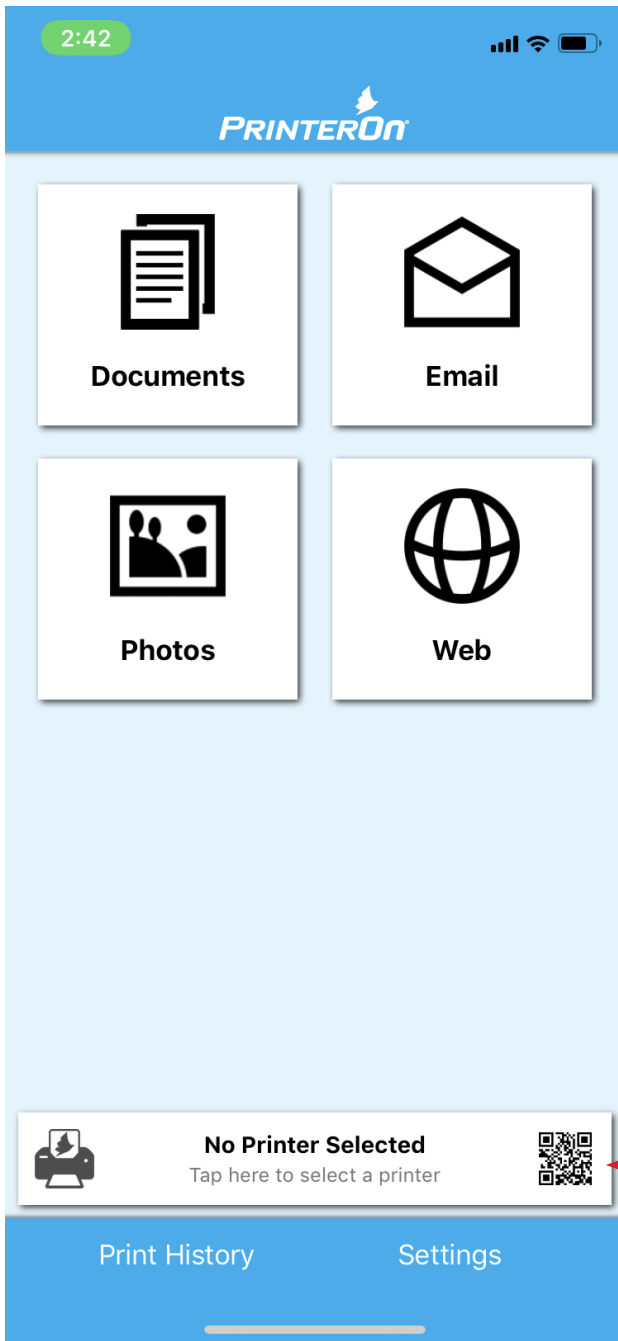 2:42
PRINTERON®
Documents
Email
Photos
Web
No Printer Selected
Tap here to select a printer
Print History
Settings